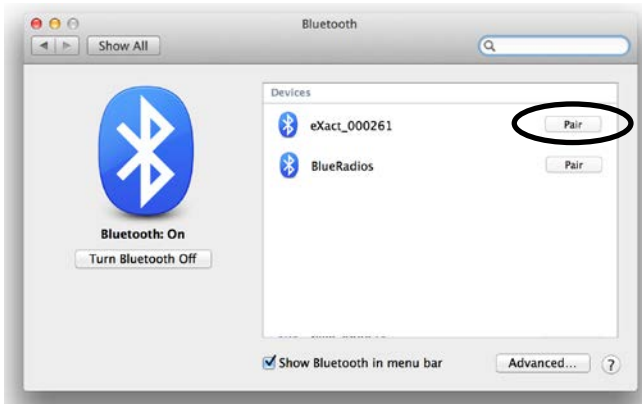 Bluetooth
Show All
Devices
eXact_000261 Pair
BlueRadios Pair
Bluetooth: On
Turn Bluetooth Off
Show Bluetooth in menu bar Advanced... ?